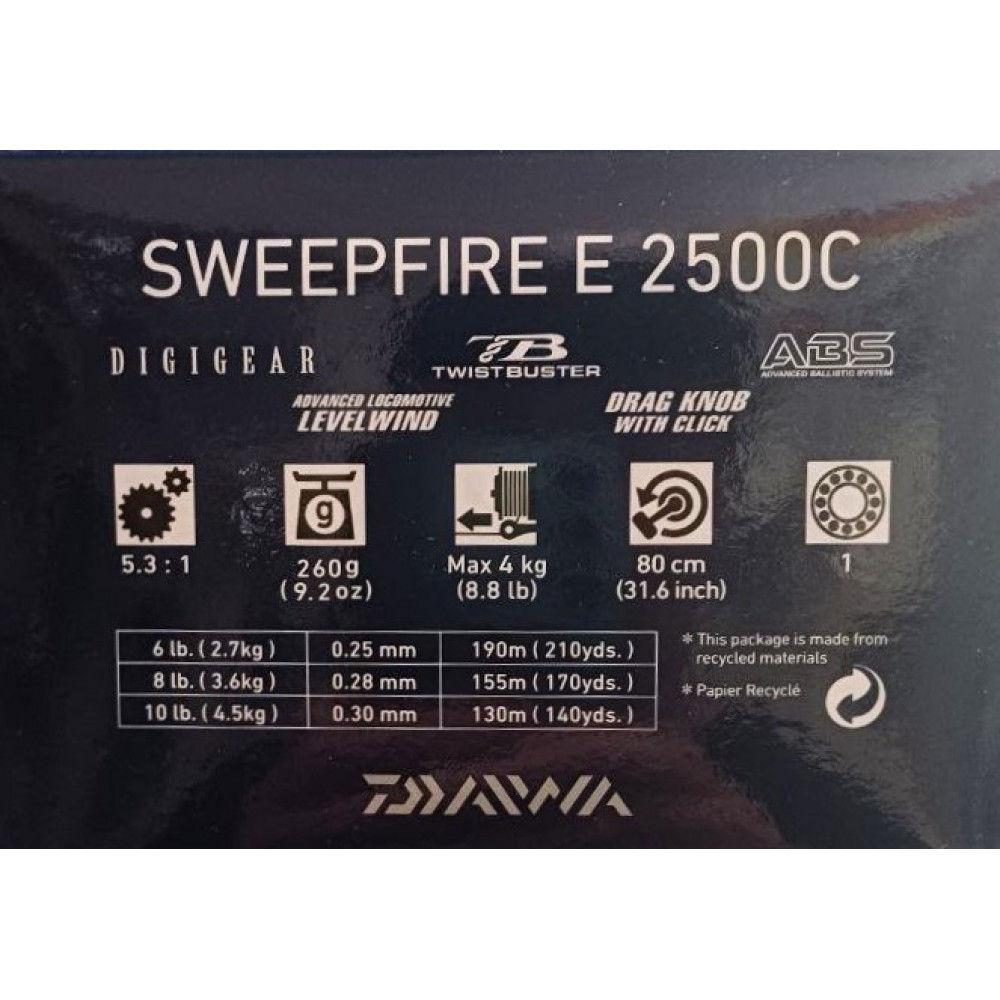 SWEEPFIRE E 2500C
DIGIGEAR TB ABS
TWISTBUSTER ADVANCED BALLISTIC SYSTEM
ADVANCED LOCOMOTIVE DRAG KNOB
LEVELWIND WITH CLICK
g
5.3 : 1 260g Max 4 kg 80 cm 1
(9.2oz) (8.8 lb) (31.6 inch)
6 lb. ( 2.7kg ) 0.25 mm 190m ( 210yds. )
8 lb. ( 3.6kg ) 0.28 mm 155m ( 170yds. )
10 lb. ( 4.5kg ) 0.30 mm 130m ( 140yds. )
* This package is made from
recycled materials
* Papier Recyclé
DAIWA